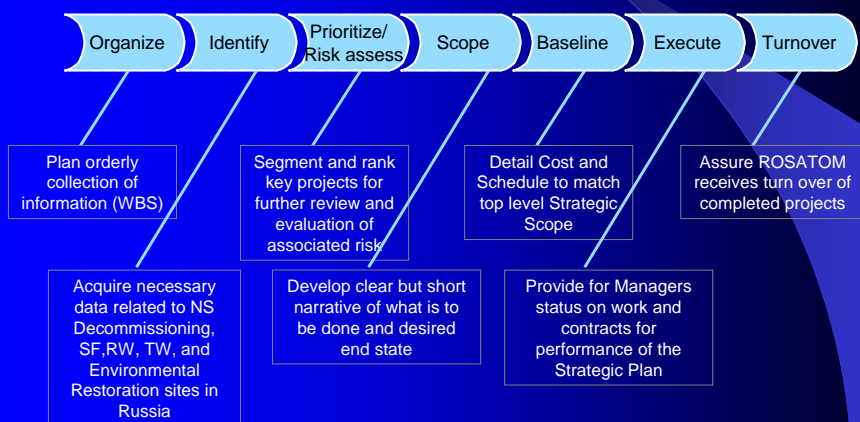 Organize
Identify
Prioritize/
Risk assess
Scope
Baseline
Execute
Turnover
Plan orderly
collection of
information (WBS)
Segment and rank
key projects for
further review and
evaluation of
associated risk
Detail Cost and
Schedule to match
top level Strategic
Scope
Assure ROSATOM
receives turn over of
completed projects
Acquire necessary
data related to NS
Decommissioning,
SF,RW, TW, and
Environmental
Restoration sites in
Russia
Develop clear but short
narrative of what is to
be done and desired
end state
Provide for Managers
status on work and
contracts for
performance of the
Strategic Plan